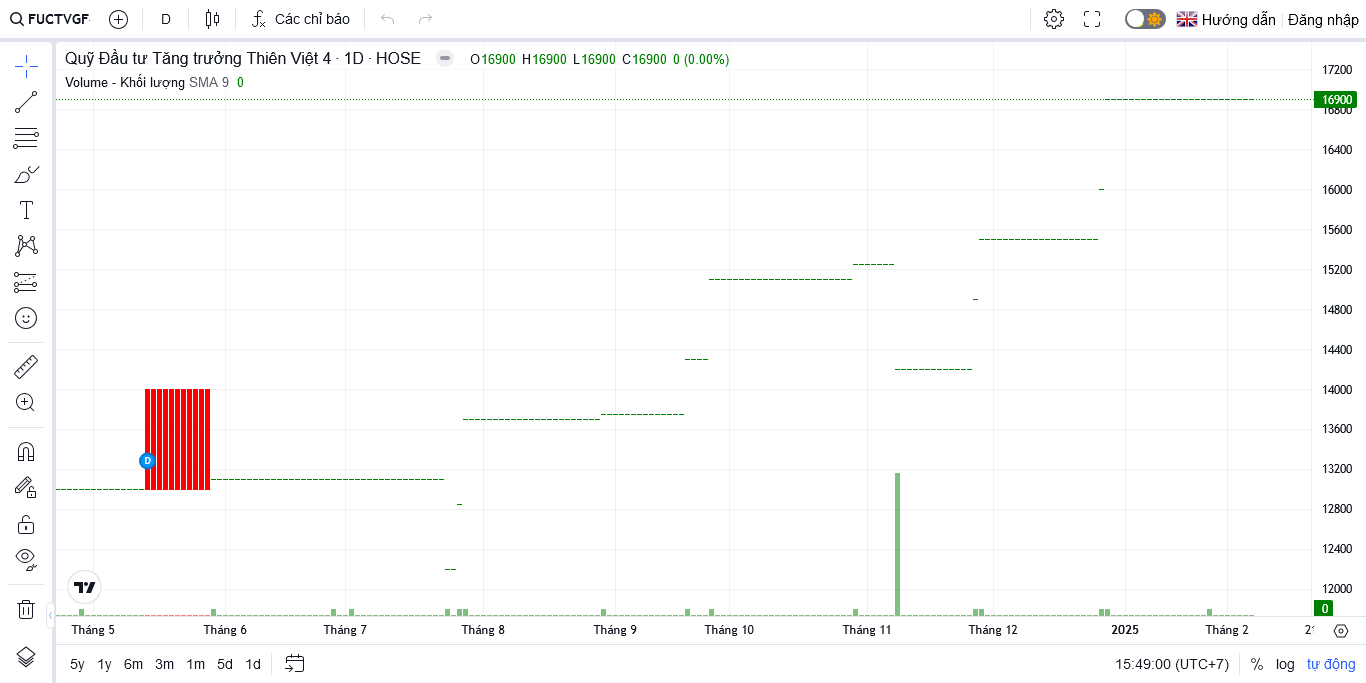 FUCTVGF D Các chỉ báo Hướng dẫn Đăng nhập
Quỹ Đầu tư Tăng trưởng Thiên Việt 4 · 1D · HOSE O16900 H16900 L16900 C16900 0 (0.00%)
Volume - Khối lượng SMA 9 0
17200
16900
16800
16400
16000
15600
15200
14800
14400
14000
13600
D
13200
12800
12400
12000
0
Tháng 5 Tháng 6 Tháng 7 Tháng 8 Tháng 9 Tháng 10 Tháng 11 Tháng 12 2025 Tháng 2 21
5y 1y 6m 3m 1m 5d 1d 15:49:00 (UTC+7) % log tự động